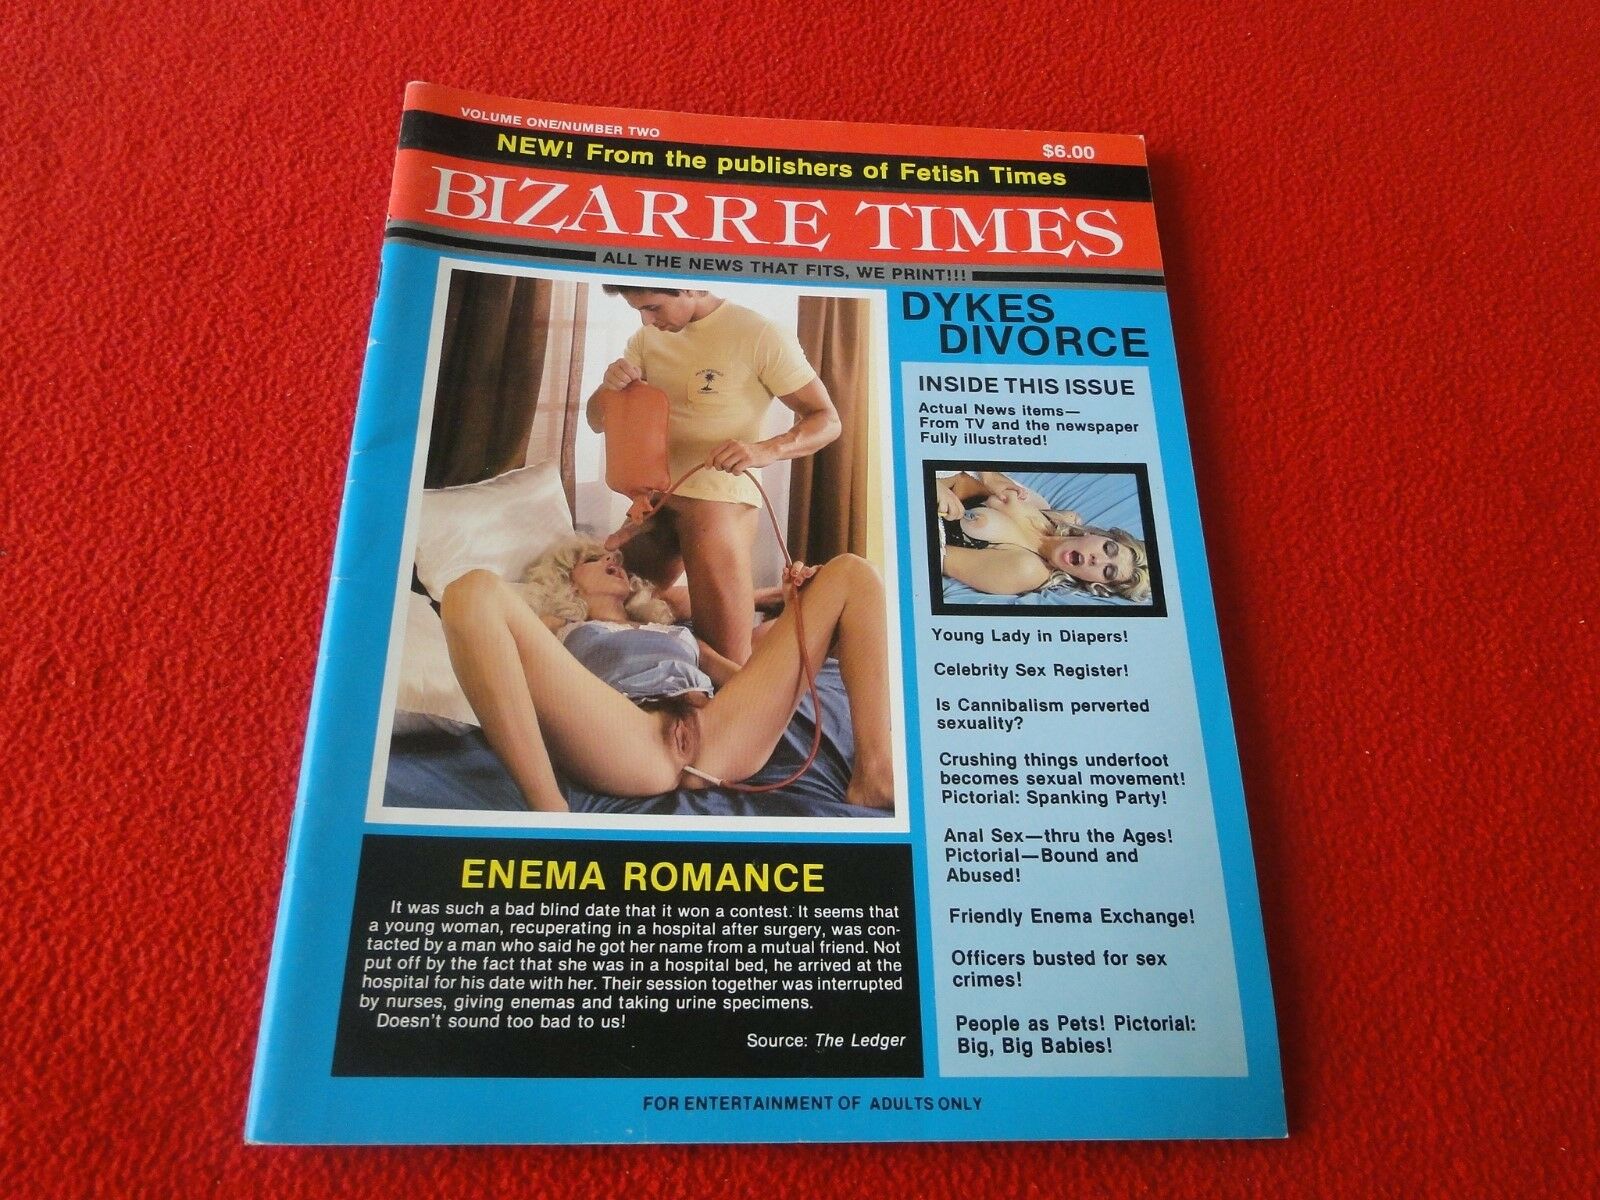 VOLUME ONE/NUMBER TWO
$6.00
NEW! From the publishers of Fetish Times
BIZARRE TIMES
ALL THE NEWS THAT FITS, WE PRINT!!!
DYKES
DIVORCE
INSIDE THIS ISSUE
Actual News items—
From TV and the newspaper
Fully illustrated!
Young Lady in Diapers!
Celebrity Sex Register!
Is Cannibalism perverted
sexuality?
Crushing things underfoot
becomes sexual movement!
Pictorial: Spanking Party!
Anal Sex—thru the Ages!
Pictorial—Bound and
Abused!
Friendly Enema Exchange!
Officers busted for sex
crimes!
People as Pets! Pictorial:
Big, Big Babies!
ENEMA ROMANCE
It was such a bad blind date that it won a contest. It seems that
a young woman, recuperating in a hospital after surgery, was con-
tacted by a man who said he got her name from a mutual friend. Not
put off by the fact that she was in a hospital bed, he arrived at the
hospital for his date with her. Their session together was interrupted
by nurses, giving enemas and taking urine specimens.
Doesn't sound too bad to us!
Source: The Ledger
FOR ENTERTAINMENT OF ADULTS ONLY